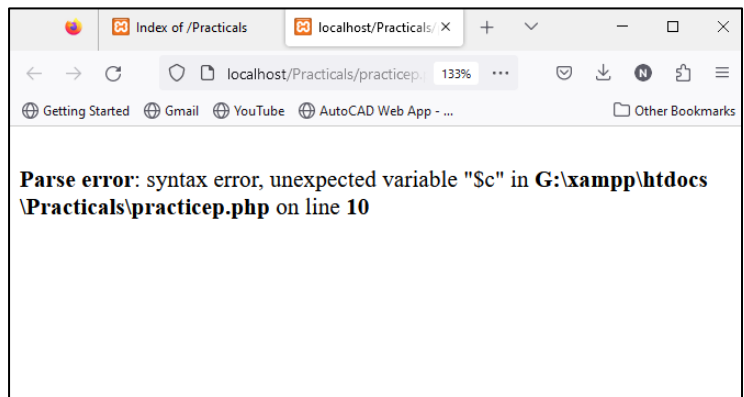 Index of /Practicals
localhost/Practicals/
localhost/Practicals/practicep.
133%
N
Getting Started
Gmail
YouTube
AutoCAD Web App - ...
Other Bookmarks
Parse error: syntax error, unexpected variable "$c" in G:\xampp\htdocs
\Practicals\practicep.php on line 10